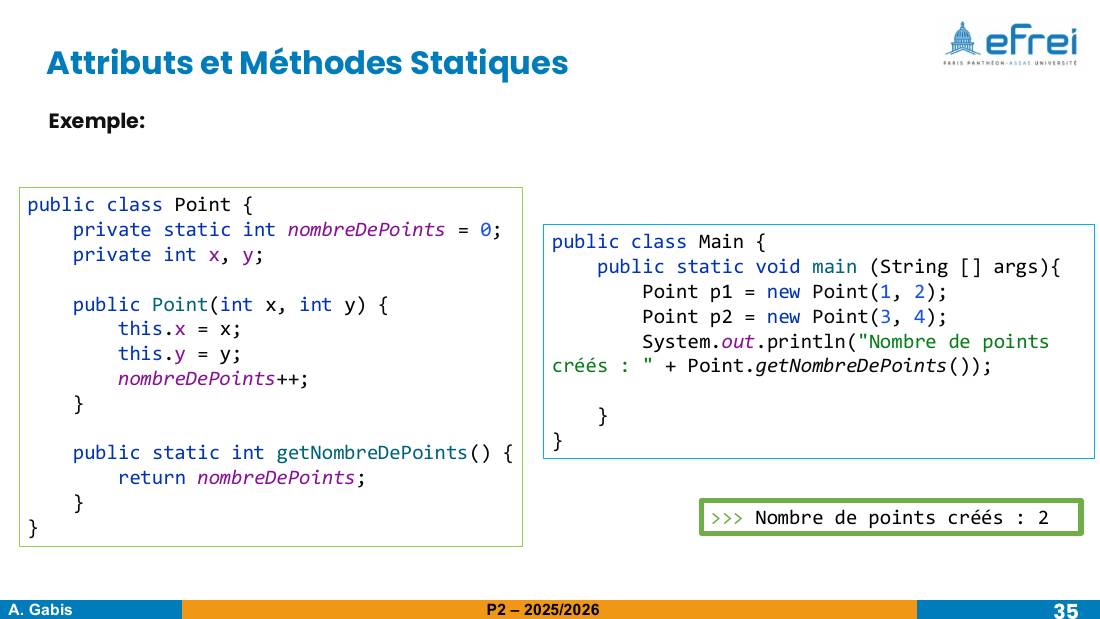 Attributs et Méthodes Statiques
efrei
PARIS PANTHÉON-ASSAS UNIVERSITÉ
Exemple:
public class Point {
    private static int nombreDePoints = 0;
    private int x, y;
    public Point(int x, int y) {
        this.x = x;
        this.y = y;
        nombreDePoints++;
    }
    public static int getNombreDePoints() {
        return nombreDePoints;
    }
}
public class Main {
    public static void main (String [] args){
        Point p1 = new Point(1, 2);
        Point p2 = new Point(3, 4);
        System.out.println("Nombre de points
créés : " + Point.getNombreDePoints());
    }
}
>>> Nombre de points créés : 2
A. Gabis
P2 – 2025/2026
35